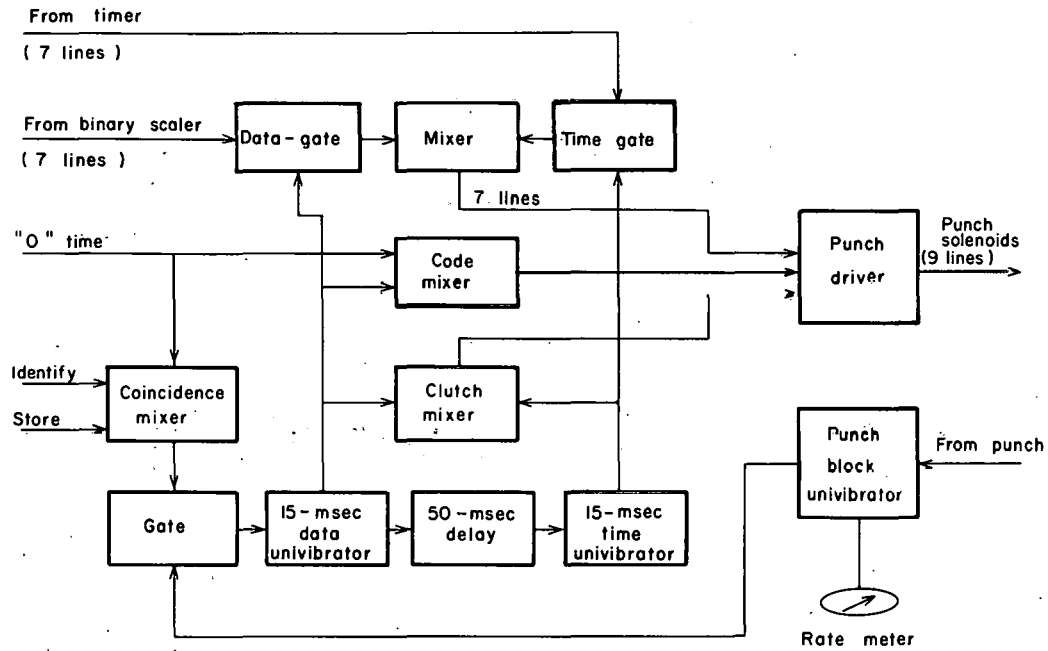 From timer
( 7 lines )
From binary scaler
( 7 lines )
Data-gate
Mixer
Time gate
7 lines
"O" time
Code
mixer
Punch
driver
Punch
solenoids
(9 lines)
Identify
Store
Coincidence
mixer
Clutch
mixer
Punch
block
univibrator
From punch
Gate
15-msec
data
univibrator
50-msec
delay
15-msec
time
univibrator
Rate meter